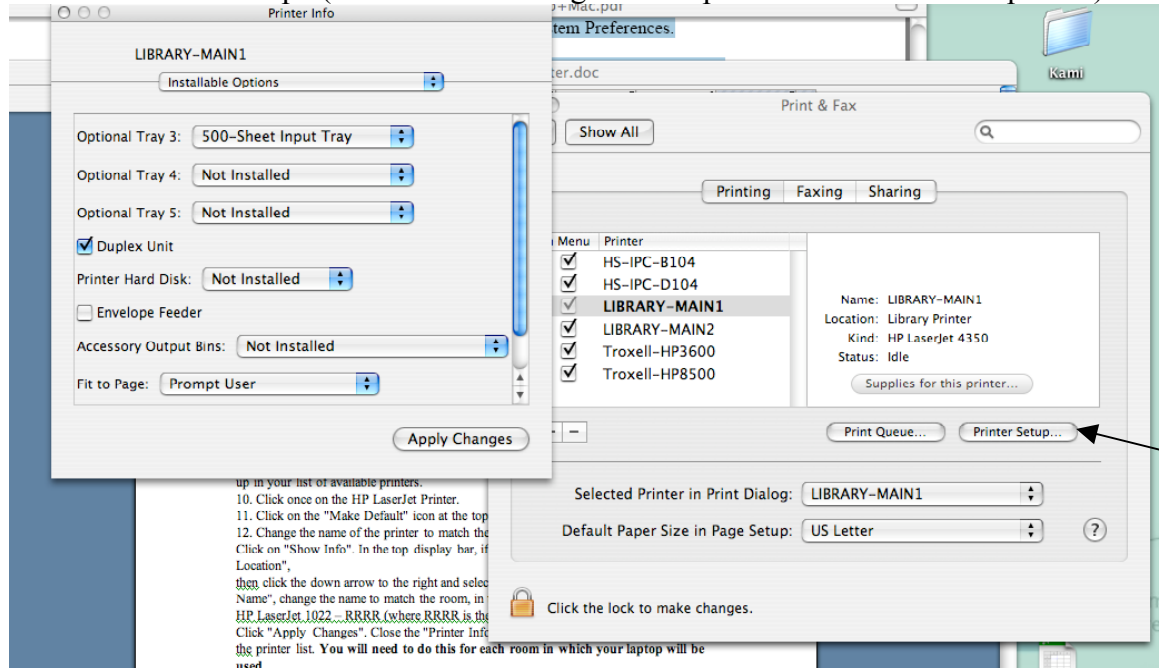 Printer Info
LIBRARY-MAIN1
Installable Options
Optional Tray 3: 500-Sheet Input Tray
Optional Tray 4: Not Installed
Optional Tray 5: Not Installed
Duplex Unit
Printer Hard Disk: Not Installed
Envelope Feeder
Accessory Output Bins: Not Installed
Fit to Page: Prompt User
Apply Changes
Mac.pdf
tem Preferences.
ter.doc
Kami
Print & Fax
Show All
Printing Faxing Sharing
Menu Printer
HS-IPC-B104
HS-IPC-D104
LIBRARY-MAIN1
LIBRARY-MAIN2
Troxell-HP3600
Troxell-HP8500
Name: LIBRARY-MAIN1
Location: Library Printer
Kind: HP LaserJet 4350
Status: Idle
Supplies for this printer...
Print Queue... Printer Setup...
Selected Printer in Print Dialog: LIBRARY-MAIN1
Default Paper Size in Page Setup: US Letter
?
Click the lock to make changes.
up in your list of available printers.
10. Click once on the HP LaserJet Printer.
11. Click on the "Make Default" icon at the top
12. Change the name of the printer to match the
Click on "Show Info". In the top display bar, if
Location",
then click the down arrow to the right and selec
Name", change the name to match the room, in
HP LaserJet 1022 – RRRR (where RRRR is the
Click "Apply Changes". Close the "Printer Info
the printer list. You will need to do this for each room in which your laptop will be
used